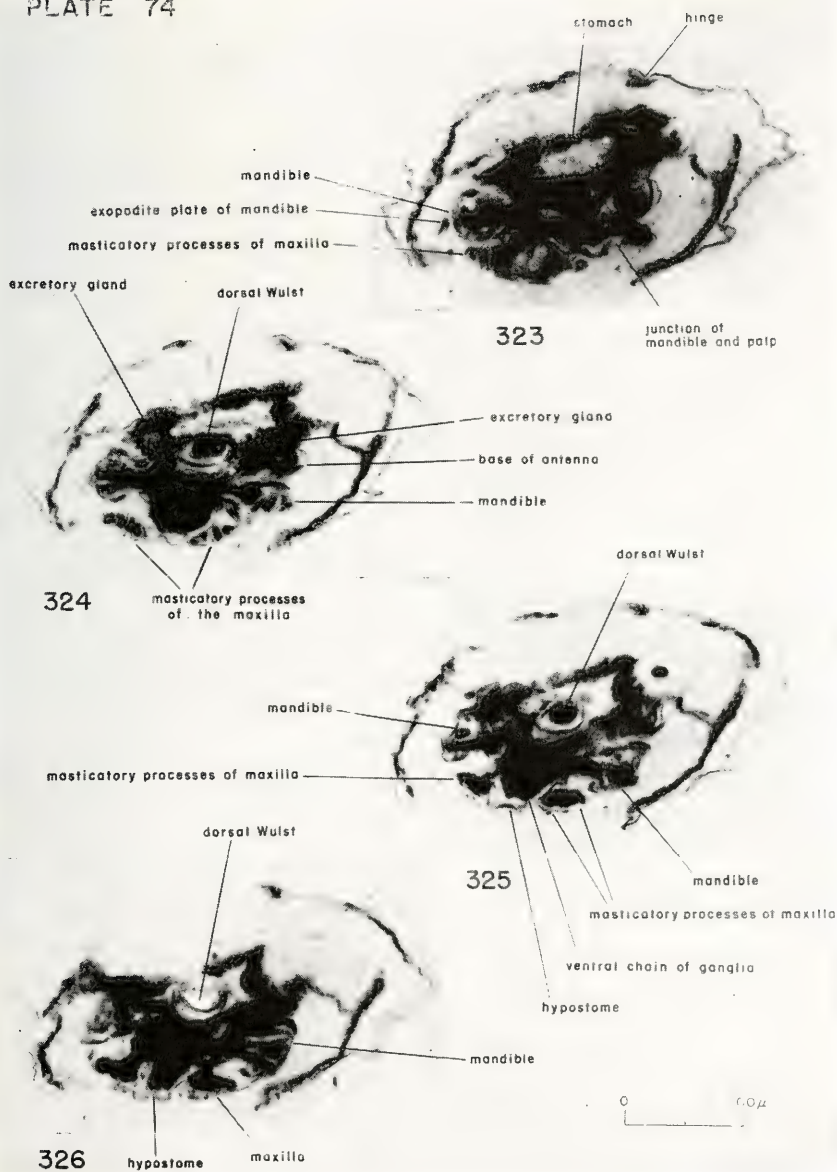 PLATE 74
stomach
hinge
mandible
exopodite plate of mandible
masticatory processes of maxilla
323
junction of
mandible and palp
excretory gland
dorsal Wulst
excretory gland
base of antenna
mandible
324
masticatory processes
of the maxilla
dorsal Wulst
mandible
masticatory processes of maxilla
325
mandible
masticatory processes of maxilla
ventral chain of ganglia
hypostome
dorsal Wulst
mandible
326
hypostome
maxilla
0